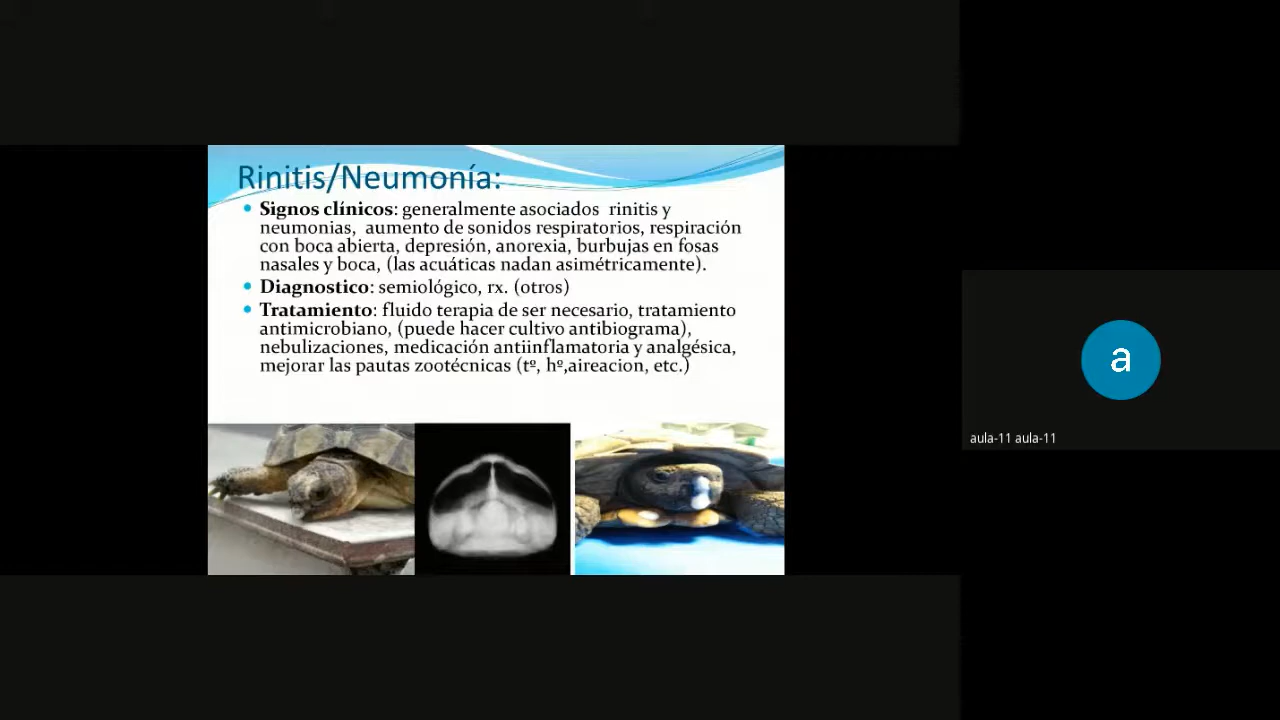 Rinitis/Neumonía:
• Signos clínicos: generalmente asociados  rinitis y
neumonias,  aumento de sonidos respiratorios, respiración
con boca abierta, depresión, anorexia, burbujas en fosas
nasales y boca, (las acuáticas nadan asimétricamente).
• Diagnostico: semiológico, rx. (otros)
• Tratamiento: fluido terapia de ser necesario, tratamiento
antimicrobiano, (puede hacer cultivo antibiograma),
nebulizaciones, medicación antiinflamatoria y analgésica,
mejorar las pautas zootécnicas (tº, hº,aireacion, etc.)
a
aula-11 aula-11